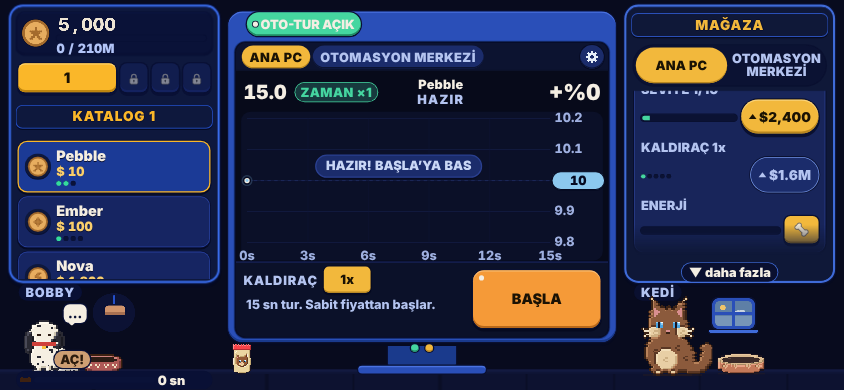 5,000
0 / 210M
1
KATALOG 1
Pebble
$ 10
Ember
$ 100
Nova
BOBBY
AÇ!
0 sn
OTO-TUR AÇIK
ANA PC
OTOMASYON MERKEZİ
15.0
ZAMAN ×1
Pebble
HAZIR
+%0
10.2
10.1
10
9.9
9.8
HAZIR! BAŞLA'YA BAS
0s 3s 6s 9s 12s 15s
KALDIRAÇ 1x
15 sn tur. Sabit fiyattan başlar.
BAŞLA
MAĞAZA
ANA PC
OTOMASYON
MERKEZİ
$2,400
KALDIRAÇ 1x
$1.6M
ENERJİ
▼ daha fazla
KEDİ